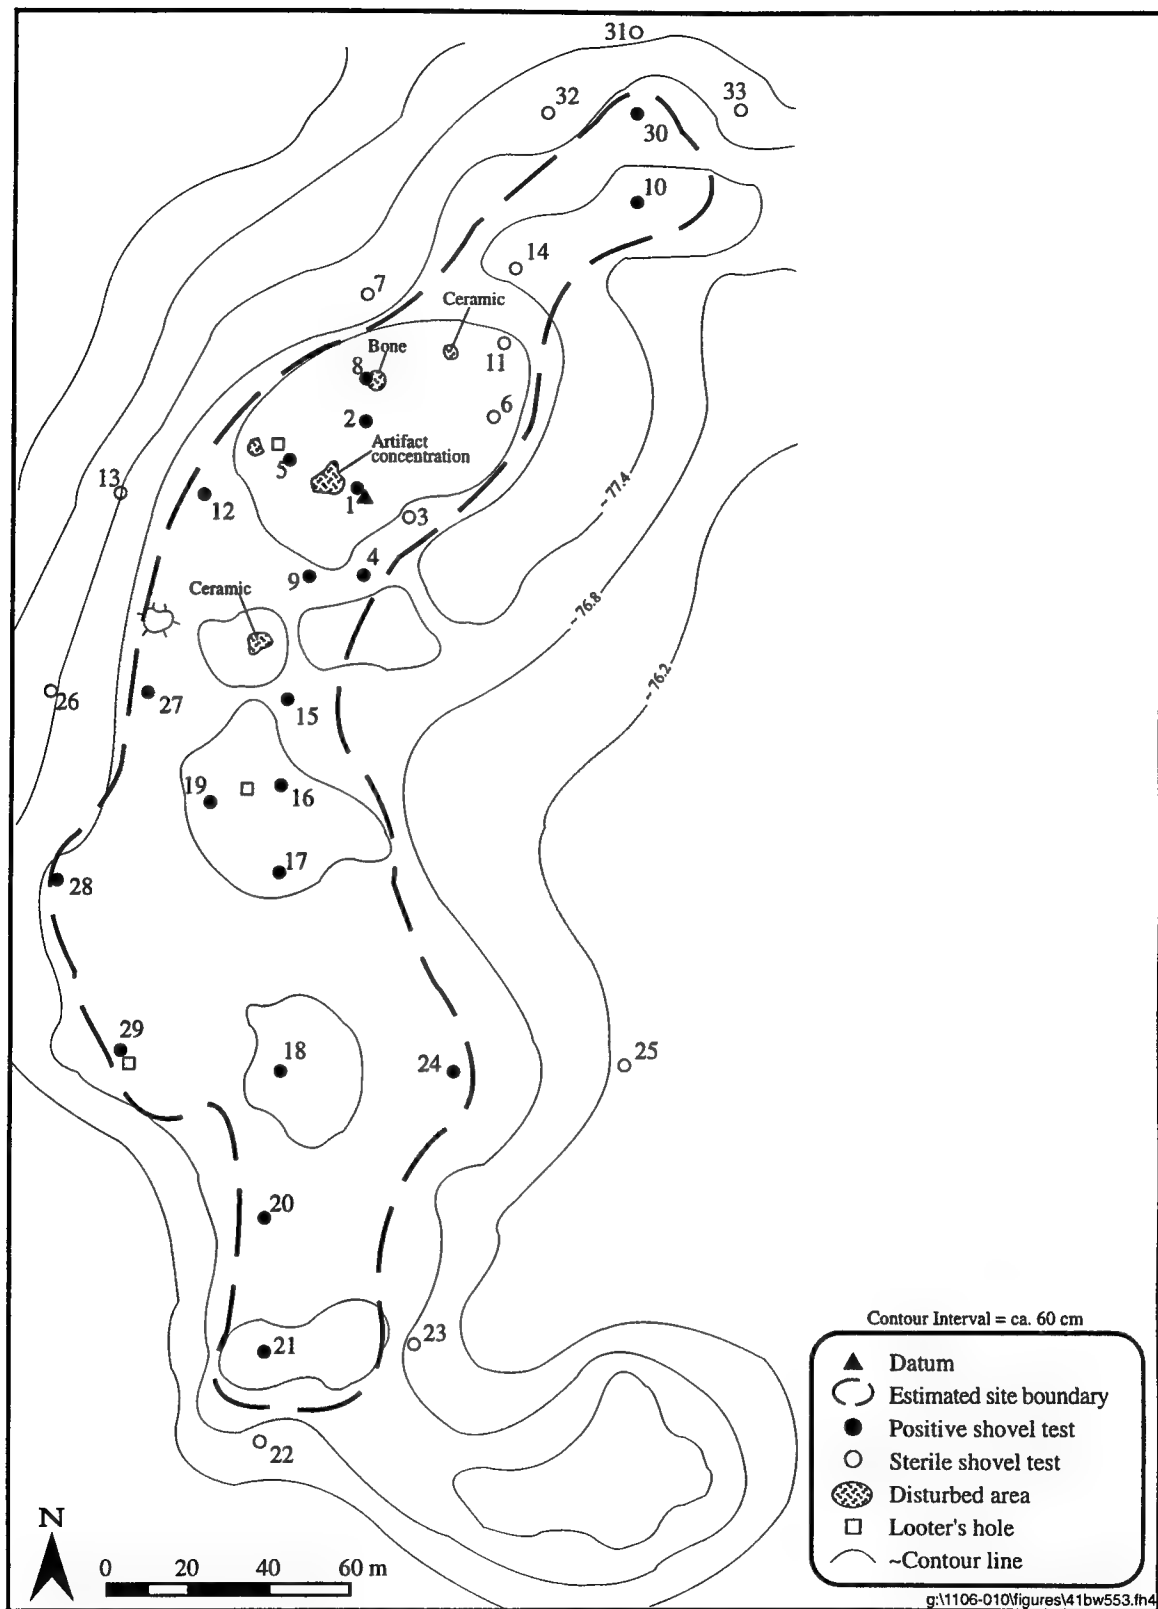 31
32
33
30
10
14
7
Ceramic
Bone
11
8
6
2
Artifact
concentration
5
13
12
1
3
~ 77.4
4
9
Ceramic
~ 76.8
~ 76.2
26
27
15
19
16
17
28
29
18
24
25
20
21
23
22
Contour Interval = ca. 60 cm
Datum
Estimated site boundary
Positive shovel test
Sterile shovel test
Disturbed area
Looter's hole
~Contour line
N
0 20 60 m
g:\1106-010\figures\41bw553.fh4